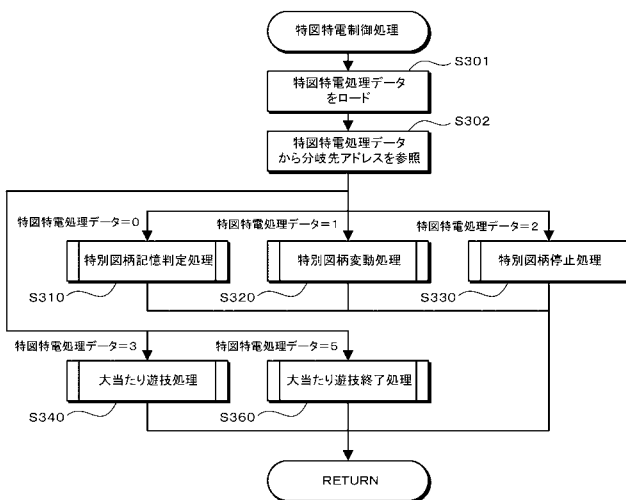 特図特電制御処理
S301
特図特電処理データ
をロード
S302
特図特電処理データ
から分岐先アドレスを参照
特図特電処理データ=0
特図特電処理データ=1
特図特電処理データ=2
特別図柄記憶判定処理
特別図柄変動処理
特別図柄停止処理
S310
S320
S330
特図特電処理データ=3
特図特電処理データ=5
大当たり遊技処理
大当たり遊技終了処理
S340
S360
RETURN